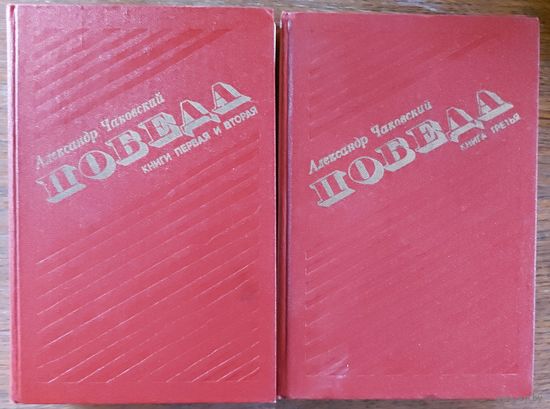 Александр Чаковский
ПОБЕДА
КНИГИ ПЕРВАЯ И ВТОРАЯ
Александр Чаковский
ПОБЕДА
КНИГА ТРЕТЬЯ